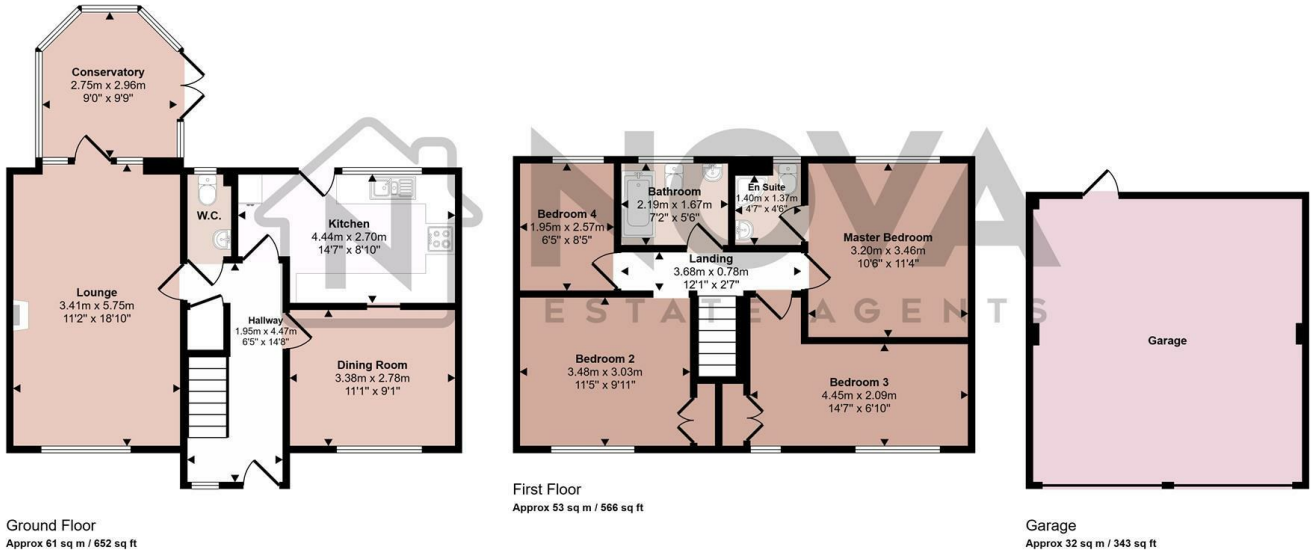 Conservatory
2.75m x 2.96m
9'0" x 9'9"
W.C.
Kitchen
4.44m x 2.70m
14'7" x 8'10"
Lounge
3.41m x 5.75m
11'2" x 18'10"
Hallway
1.95m x 4.47m
6'5" x 14'8"
Dining Room
3.38m x 2.78m
11'1" x 9'1"
Ground Floor
Approx 61 sq m / 652 sq ft
NOVA
ESTATE AGENTS
Bedroom 4
1.95m x 2.57m
6'5" x 8'5"
Bathroom
2.19m x 1.67m
7'2" x 5'6"
En Suite
1.40m x 1.37m
4'7" x 4'6"
Master Bedroom
3.20m x 3.46m
10'6" x 11'4"
Landing
3.68m x 0.78m
12'1" x 2'7"
Bedroom 2
3.48m x 3.03m
11'5" x 9'11"
Bedroom 3
4.45m x 2.09m
14'7" x 6'10"
First Floor
Approx 53 sq m / 566 sq ft
Garage
Garage
Approx 32 sq m / 343 sq ft